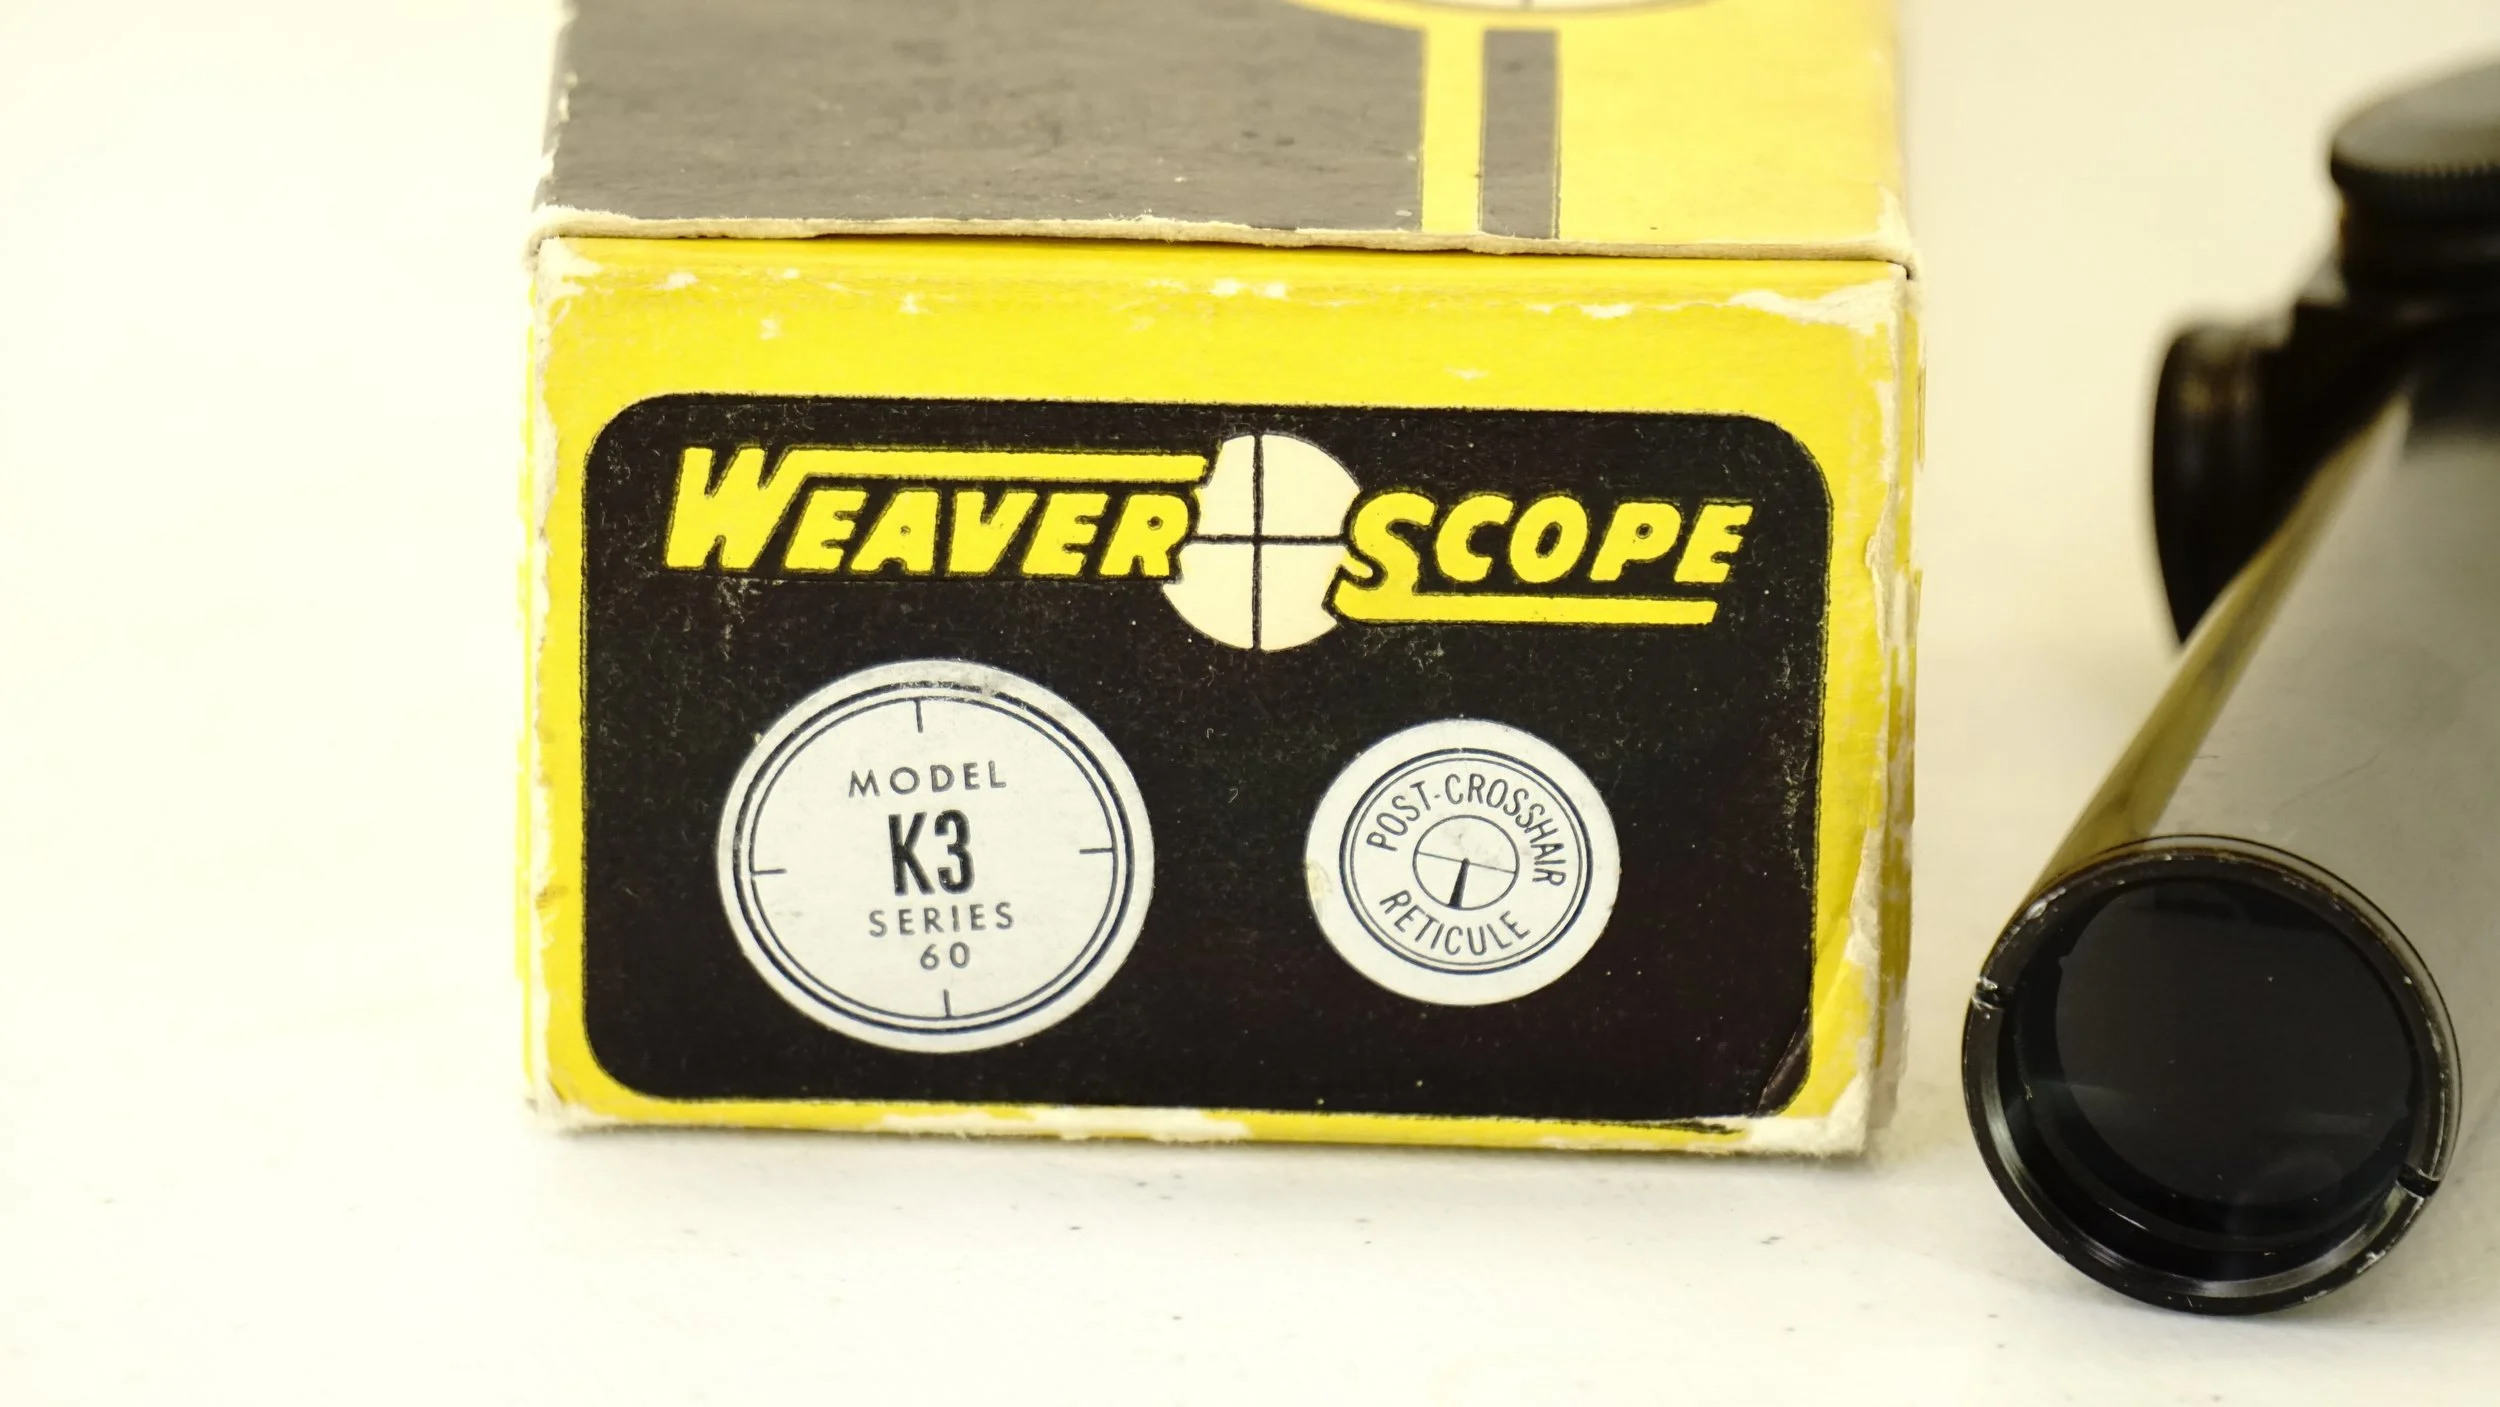 WEAVER SCOPE
MODEL
K3
SERIES
60
POST-CROSSHAIR
RETICULE